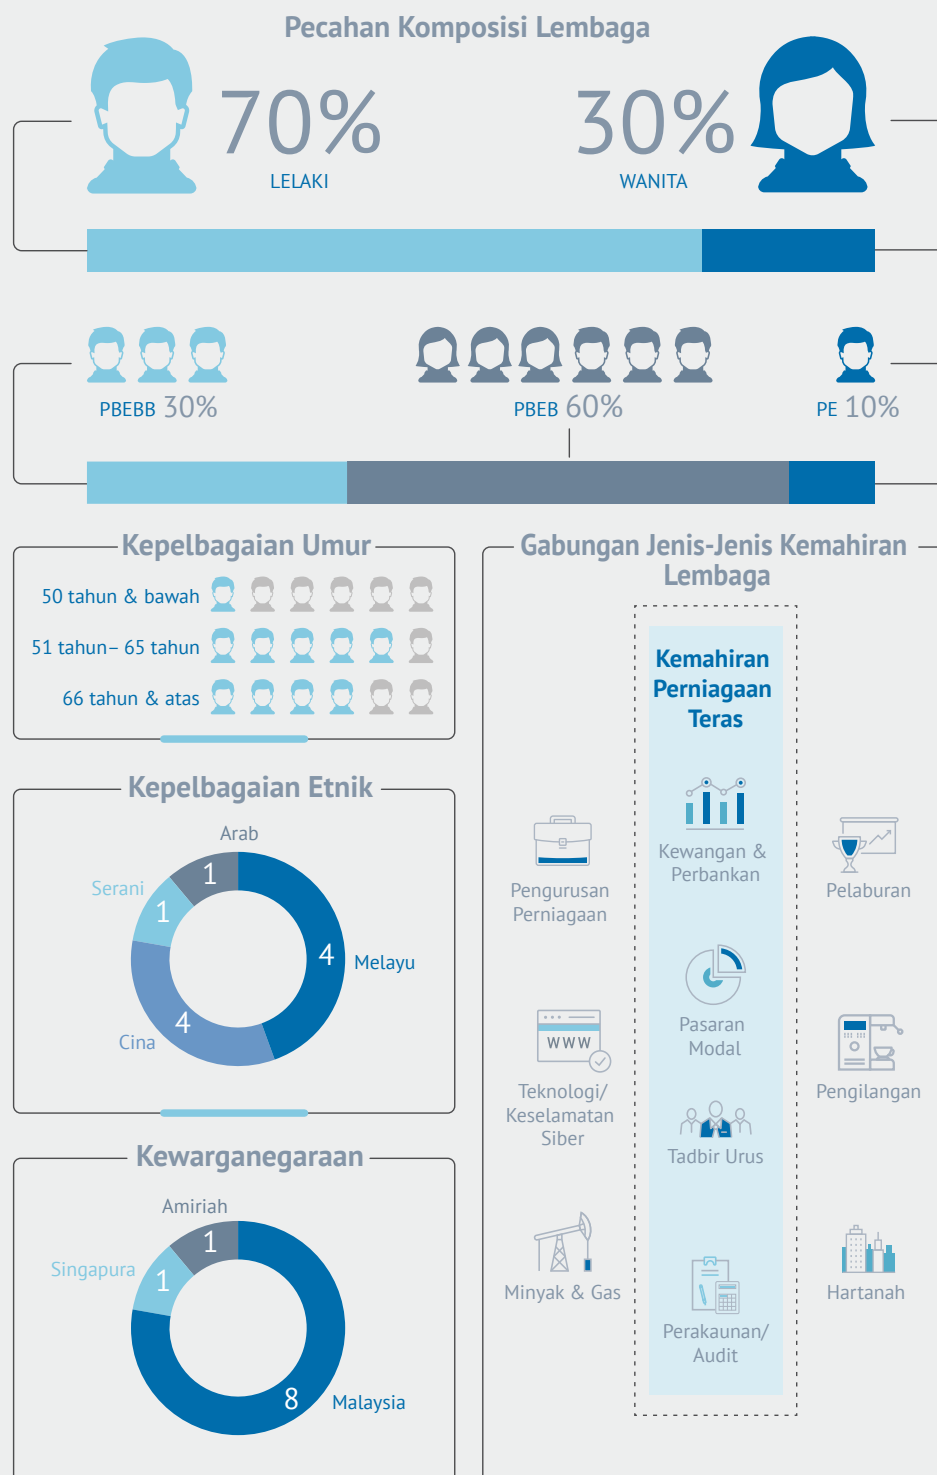 Pecahan Komposisi Lembaga
70%
LELAKI
30%
WANITA
PBEBB 30%
PBEB 60%
PE 10%
Kepelbagaian Umur
50 tahun & bawah
51 tahun– 65 tahun
66 tahun & atas
Kepelbagaian Etnik
Arab
1
Serani
1
4
Melayu
4
Cina
Kewarganegaraan
Amiriah
1
Singapura
1
8
Malaysia
Gabungan Jenis-Jenis Kemahiran
Lembaga
Kemahiran
Perniagaan
Teras
Kewangan &
Perbankan
Pasaran
Modal
Tadbir Urus
Perakaunan/
Audit
Pengurusan
Perniagaan
WWW
Teknologi/
Keselamatan
Siber
Minyak & Gas
Pelaburan
Pengilangan
Hartanah